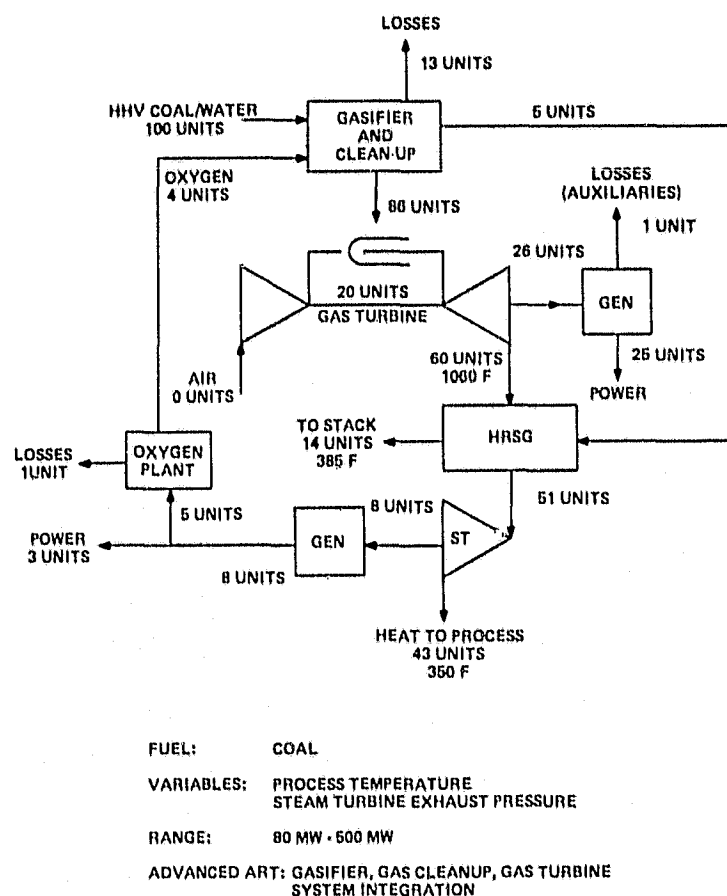 LOSSES
13 UNITS
HHV COAL/WATER
100 UNITS
GASIFIER
AND
CLEAN-UP
5 UNITS
OXYGEN
4 UNITS
86 UNITS
LOSSES
(AUXILIARIES)
1 UNIT
26 UNITS
GEN
20 UNITS
GAS TURBINE
25 UNITS
POWER
60 UNITS
1000 F
AIR
0 UNITS
TO STACK
14 UNITS
385 F
HRSG
LOSSES
1 UNIT
OXYGEN
PLANT
51 UNITS
5 UNITS
8 UNITS
ST
GEN
POWER
3 UNITS
8 UNITS
HEAT TO PROCESS
43 UNITS
350 F
FUEL: COAL
VARIABLES: PROCESS TEMPERATURE
STEAM TURBINE EXHAUST PRESSURE
RANGE: 80 MW - 500 MW
ADVANCED ART: GASIFIER, GAS CLEANUP, GAS TURBINE
SYSTEM INTEGRATION